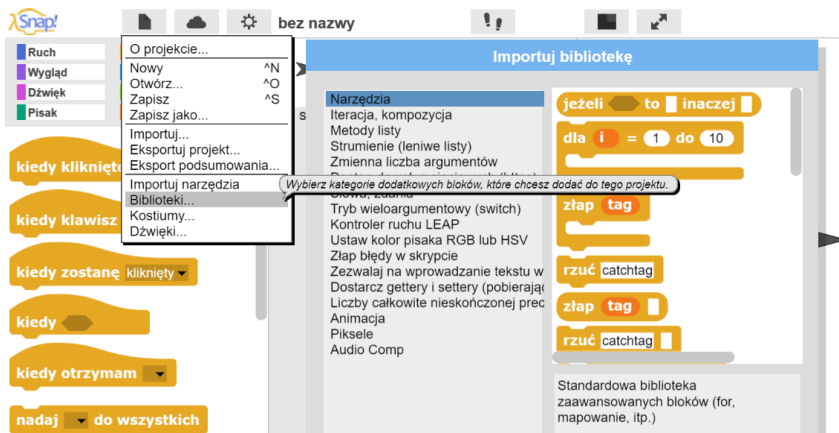 λSnap!
bez nazwy
Ruch
Wygląd
Dźwięk
Pisak
kiedy klawisz
kiedy zostanę kliknięty
kiedy
kiedy otrzymam
nadaj do wszystkich
O projekcie...
Nowy ^N
Otwórz... ^O
Zapisz ^S
Zapisz jako...
Importuj...
Eksportuj projekt...
Eksport podsumowania...
Importuj narzędzia
Biblioteki...
Kostiumy...
Dźwięki...
Wybierz kategorie dodatkowych bloków, które chcesz dodać do tego projektu.
Importuj bibliotekę
Narzędzia
Iteracja, kompozycja
Metody listy
Strumienie (leniwe listy)
Zmienna liczba argumentów
Tryb wieloargumentowy (switch)
Kontroler ruchu LEAP
Ustaw kolor pisaka RGB lub HSV
Złap błędy w skrypcie
Zezwalaj na wprowadzanie tekstu w
Dostarcz gettery i settery (pobierając
Liczby całkowite nieskończonej prec
Animacja
Piksele
Audio Comp
jeżeli to inaczej
dla i = 1 do 10
złap tag
rzuć catchtag
złap tag
rzuć catchtag
Standardowa biblioteka
zaawansowanych bloków (for,
mapowanie, itp.)